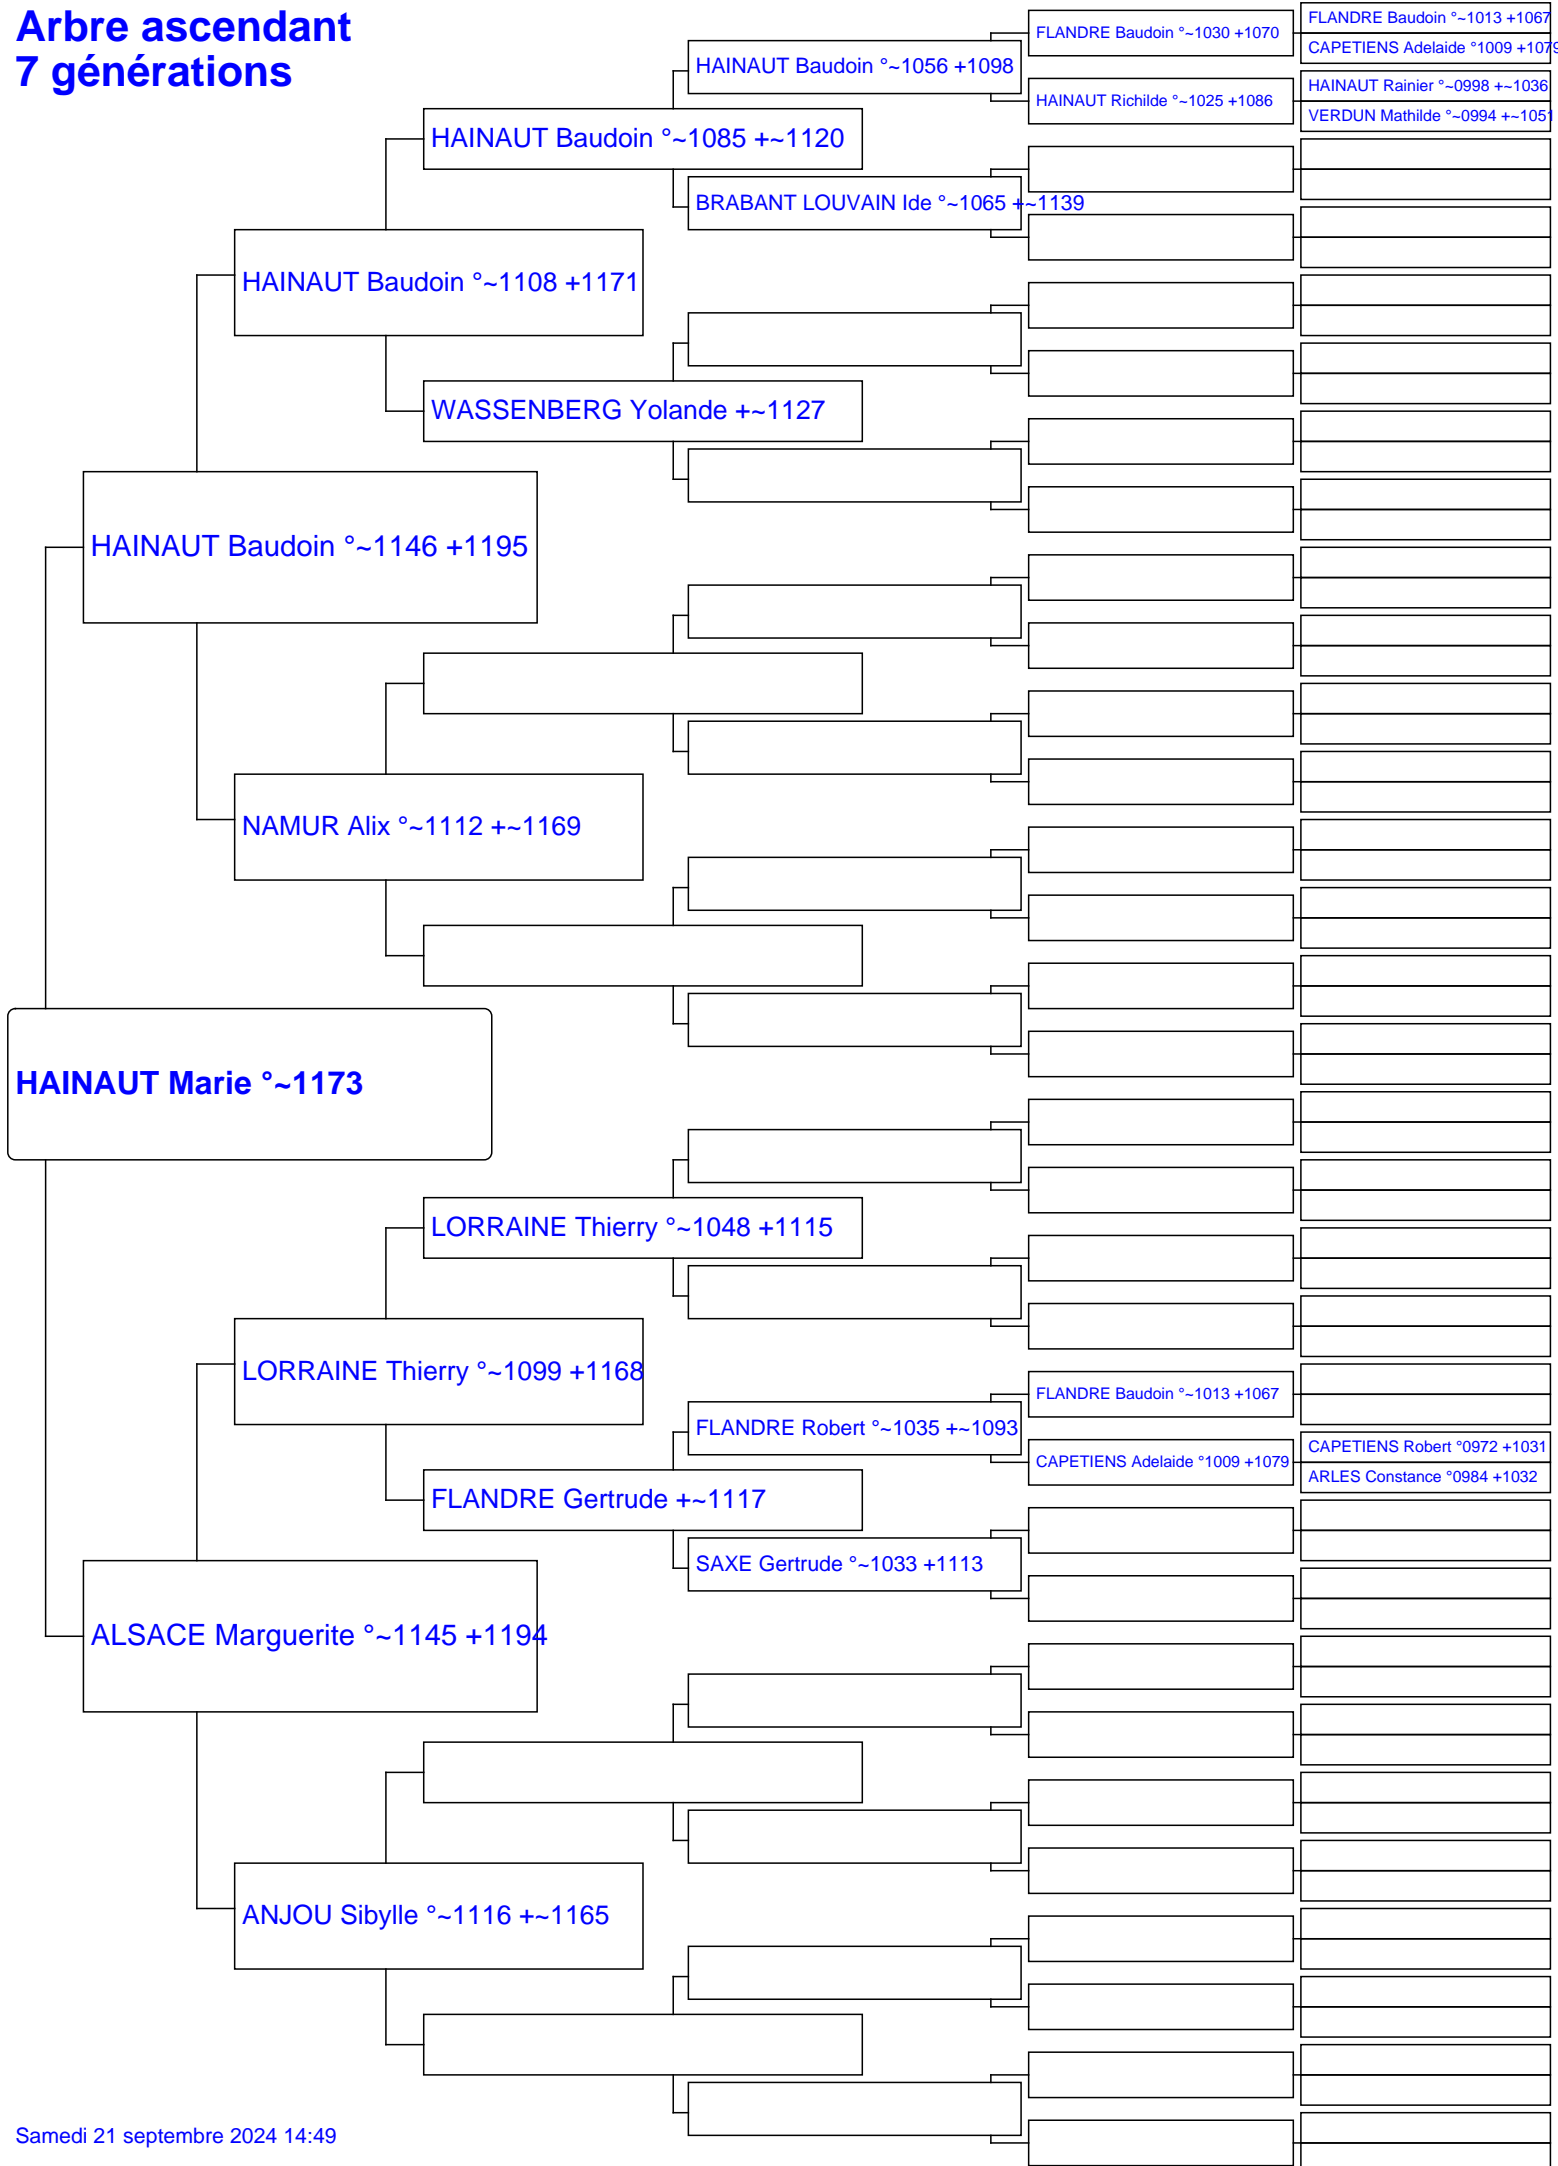 Arbre ascendant
7 générations
FLANDRE Baudoin °~1013 +1067
FLANDRE Baudoin °~1030 +1070
CAPETIENS Adelaide °1009 +1079
HAINAUT Baudoin °~1056 +1098
HAINAUT Rainier °~0998 +~1036
HAINAUT Richilde °~1025 +1086
VERDUN Mathilde °~0994 +~1051
HAINAUT Baudoin °~1085 +~1120
BRABANT LOUVAIN Ide °~1065 +~1139
HAINAUT Baudoin °~1108 +1171
WASSENBERG Yolande +~1127
HAINAUT Baudoin °~1146 +1195
NAMUR Alix °~1112 +~1169
HAINAUT Marie °~1173
LORRAINE Thierry °~1048 +1115
LORRAINE Thierry °~1099 +1168
FLANDRE Baudoin °~1013 +1067
FLANDRE Robert °~1035 +~1093
CAPETIENS Robert °0972 +1031
CAPETIENS Adelaide °1009 +1079
ARLES Constance °0984 +1032
FLANDRE Gertrude +~1117
SAXE Gertrude °~1033 +1113
ALSACE Marguerite °~1145 +1194
ANJOU Sibylle °~1116 +~1165
Samedi 21 septembre 2024 14:49